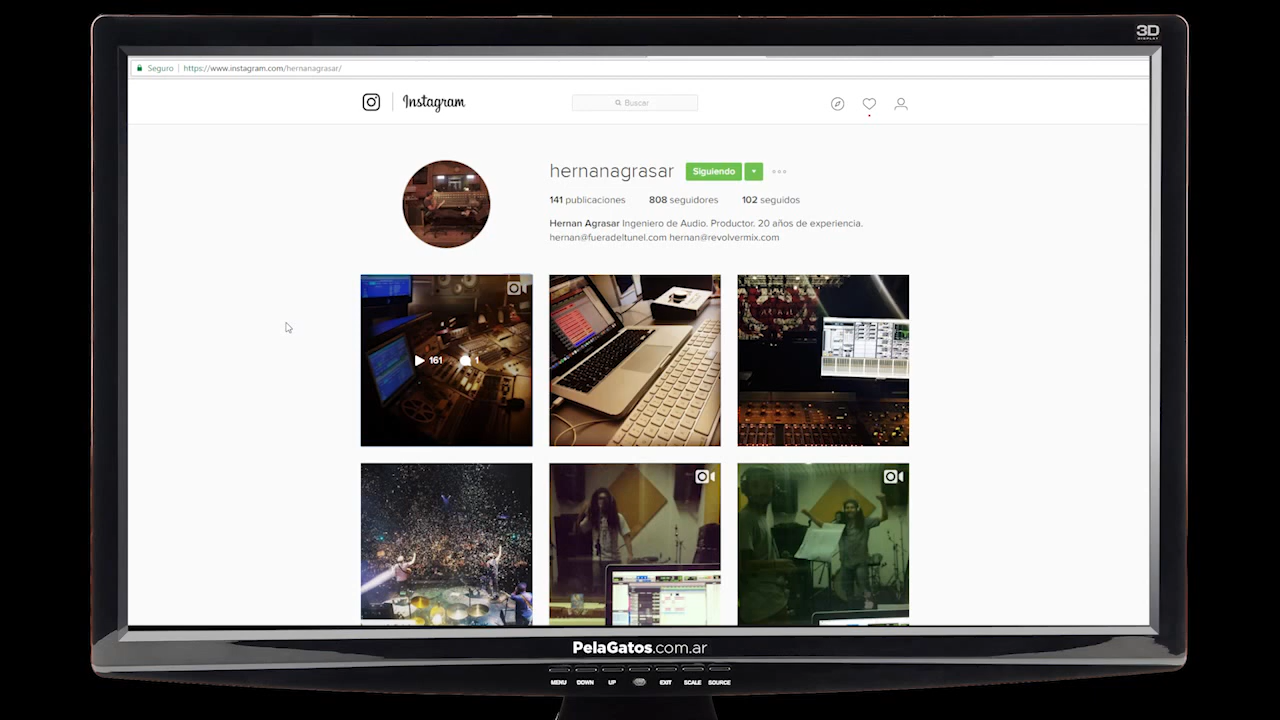 3D
DISPLAY
Seguro | https://www.instagram.com/hernanagrasar/
Instagram
Buscar
hernanagrasar Siguiendo
141 publicaciones 808 seguidores 102 seguidos
Hernan Agrasar Ingeniero de Audio. Productor. 20 años de experiencia.
hernan@fueradeltunel.com hernan@revolvermix.com
161 1
PelaGatos.com.ar
MENU DOWN UP EXIT SCALE SOURCE